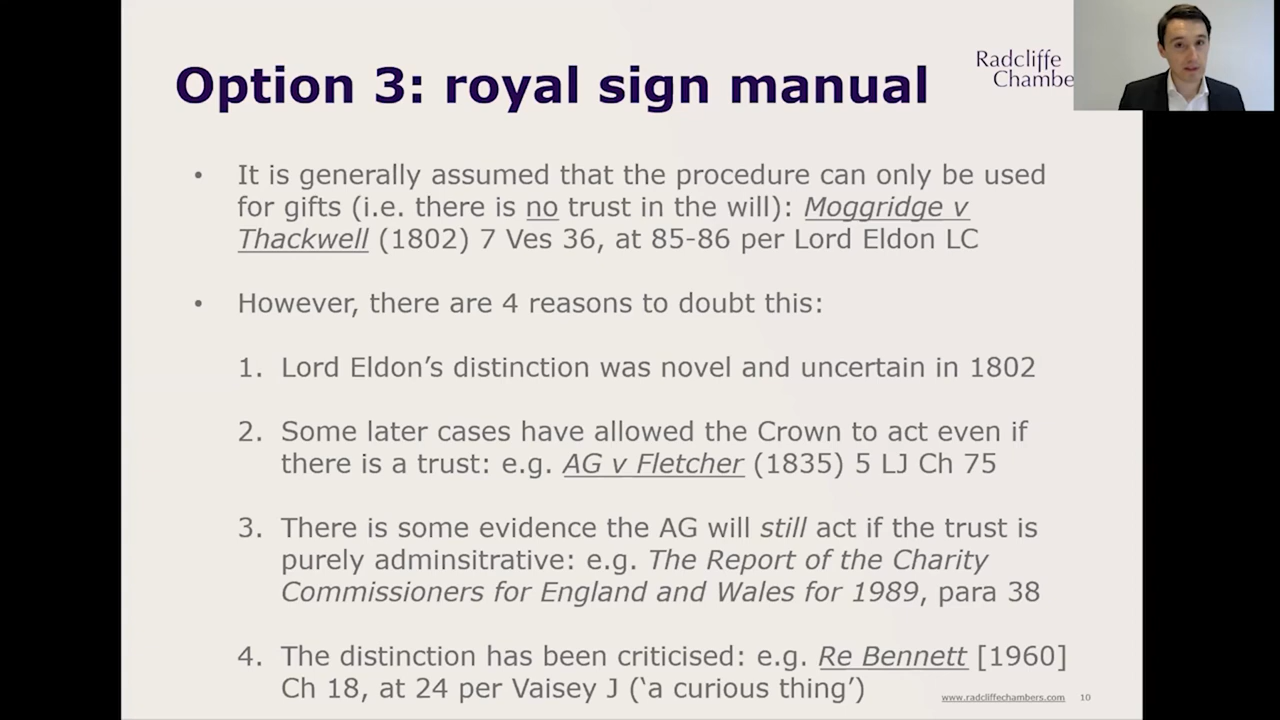 Option 3: royal sign manual
Radcliffe
Chambe
• It is generally assumed that the procedure can only be used
for gifts (i.e. there is no trust in the will): Moggridge v
Thackwell (1802) 7 Ves 36, at 85-86 per Lord Eldon LC
• However, there are 4 reasons to doubt this:
1. Lord Eldon’s distinction was novel and uncertain in 1802
2. Some later cases have allowed the Crown to act even if
there is a trust: e.g. AG v Fletcher (1835) 5 LJ Ch 75
3. There is some evidence the AG will still act if the trust is
purely adminsitrative: e.g. The Report of the Charity
Commissioners for England and Wales for 1989, para 38
4. The distinction has been criticised: e.g. Re Bennett [1960]
Ch 18, at 24 per Vaisey J (‘a curious thing’)
www.radcliffechambers.com 10